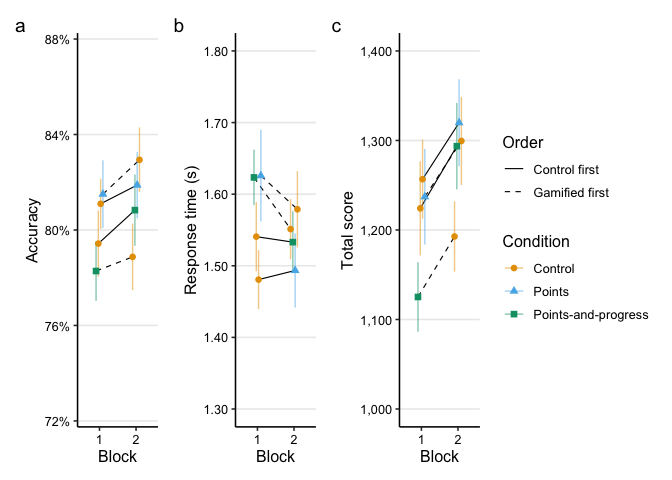 a
88%
84%
80%
76%
72%
Accuracy
1 2
Block
b
1.80
1.70
1.60
1.50
1.40
1.30
Response time (s)
1 2
Block
c
1,400
1,300
1,200
1,100
1,000
Total score
1 2
Block
Order
Control first
Gamified first
Condition
Control
Points
Points-and-progress